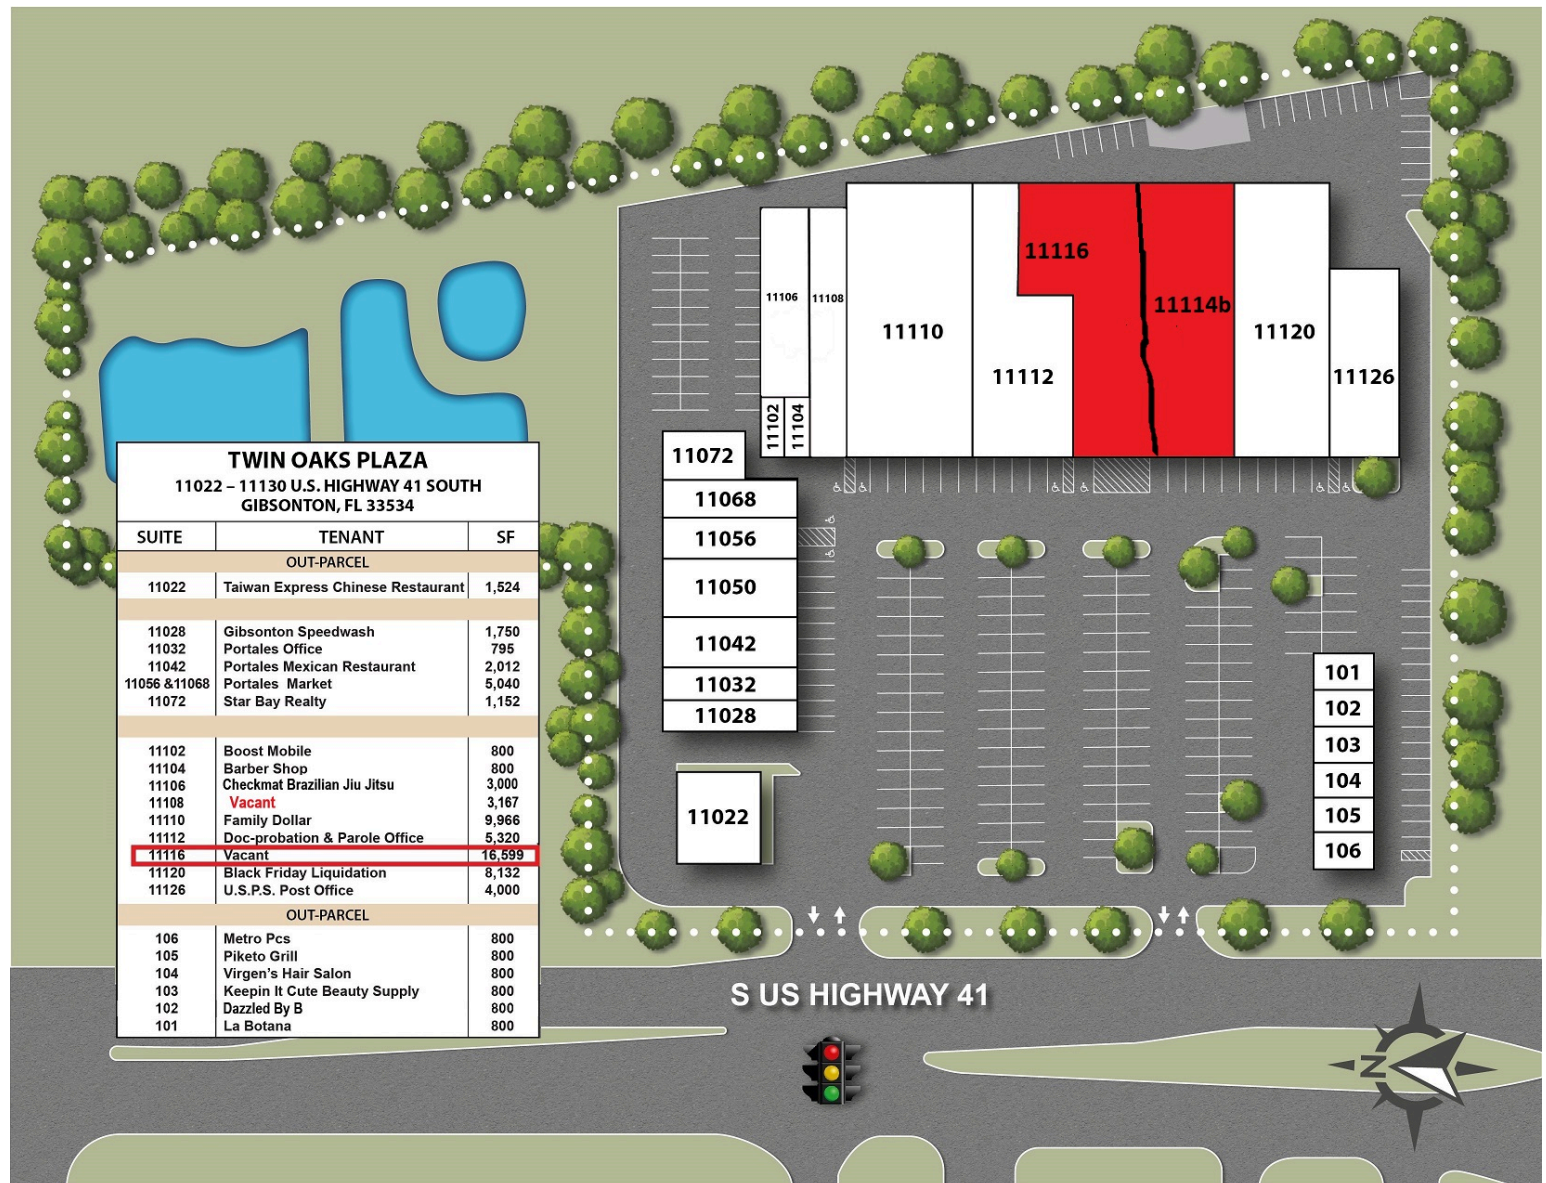 11116
11114b
11106
11108
11110
11120
11112
11126
11102
11104
11072
11068
11056
11050
11042
11032
11028
11022
101
102
103
104
105
106
TWIN OAKS PLAZA
11022 – 11130 U.S. HIGHWAY 41 SOUTH
GIBSONTON, FL 33534
SUITE TENANT SF
OUT-PARCEL
11022 Taiwan Express Chinese Restaurant 1,524
11028 Gibsonton Speedwash 1,750
11032 Portales Office 795
11042 Portales Mexican Restaurant 2,012
11056 &11068 Portales Market 5,040
11072 Star Bay Realty 1,152
11102 Boost Mobile 800
11104 Barber Shop 800
11106 Checkmat Brazilian Jiu Jitsu 3,000
11108 Vacant 3,167
11110 Family Dollar 9,966
11112 Doc-probation & Parole Office 5,320
11116 Vacant 16,599
11120 Black Friday Liquidation 8,132
11126 U.S.P.S. Post Office 4,000
OUT-PARCEL
106 Metro Pcs 800
105 Piketo Grill 800
104 Virgen's Hair Salon 800
103 Keepin It Cute Beauty Supply 800
102 Dazzled By B 800
101 La Botana 800
S US HIGHWAY 41
N